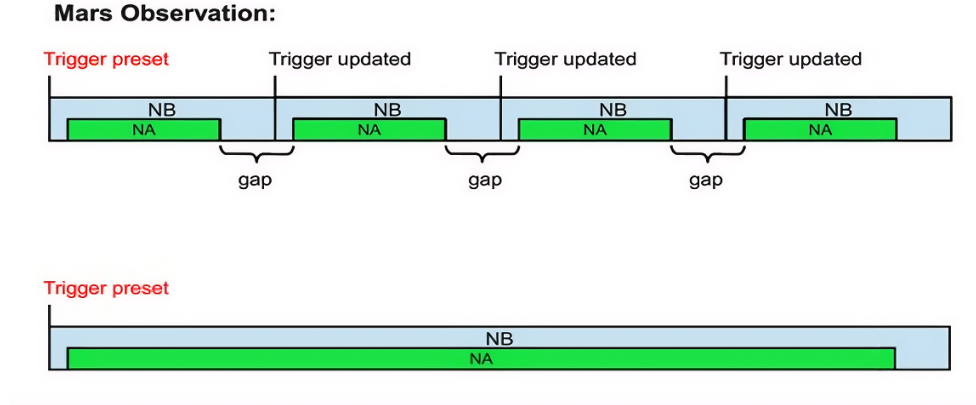 Mars Observation:
Trigger preset Trigger updated Trigger updated Trigger updated
NB NB NB NB
NA NA NA NA
gap gap gap
Trigger preset
NB
NA